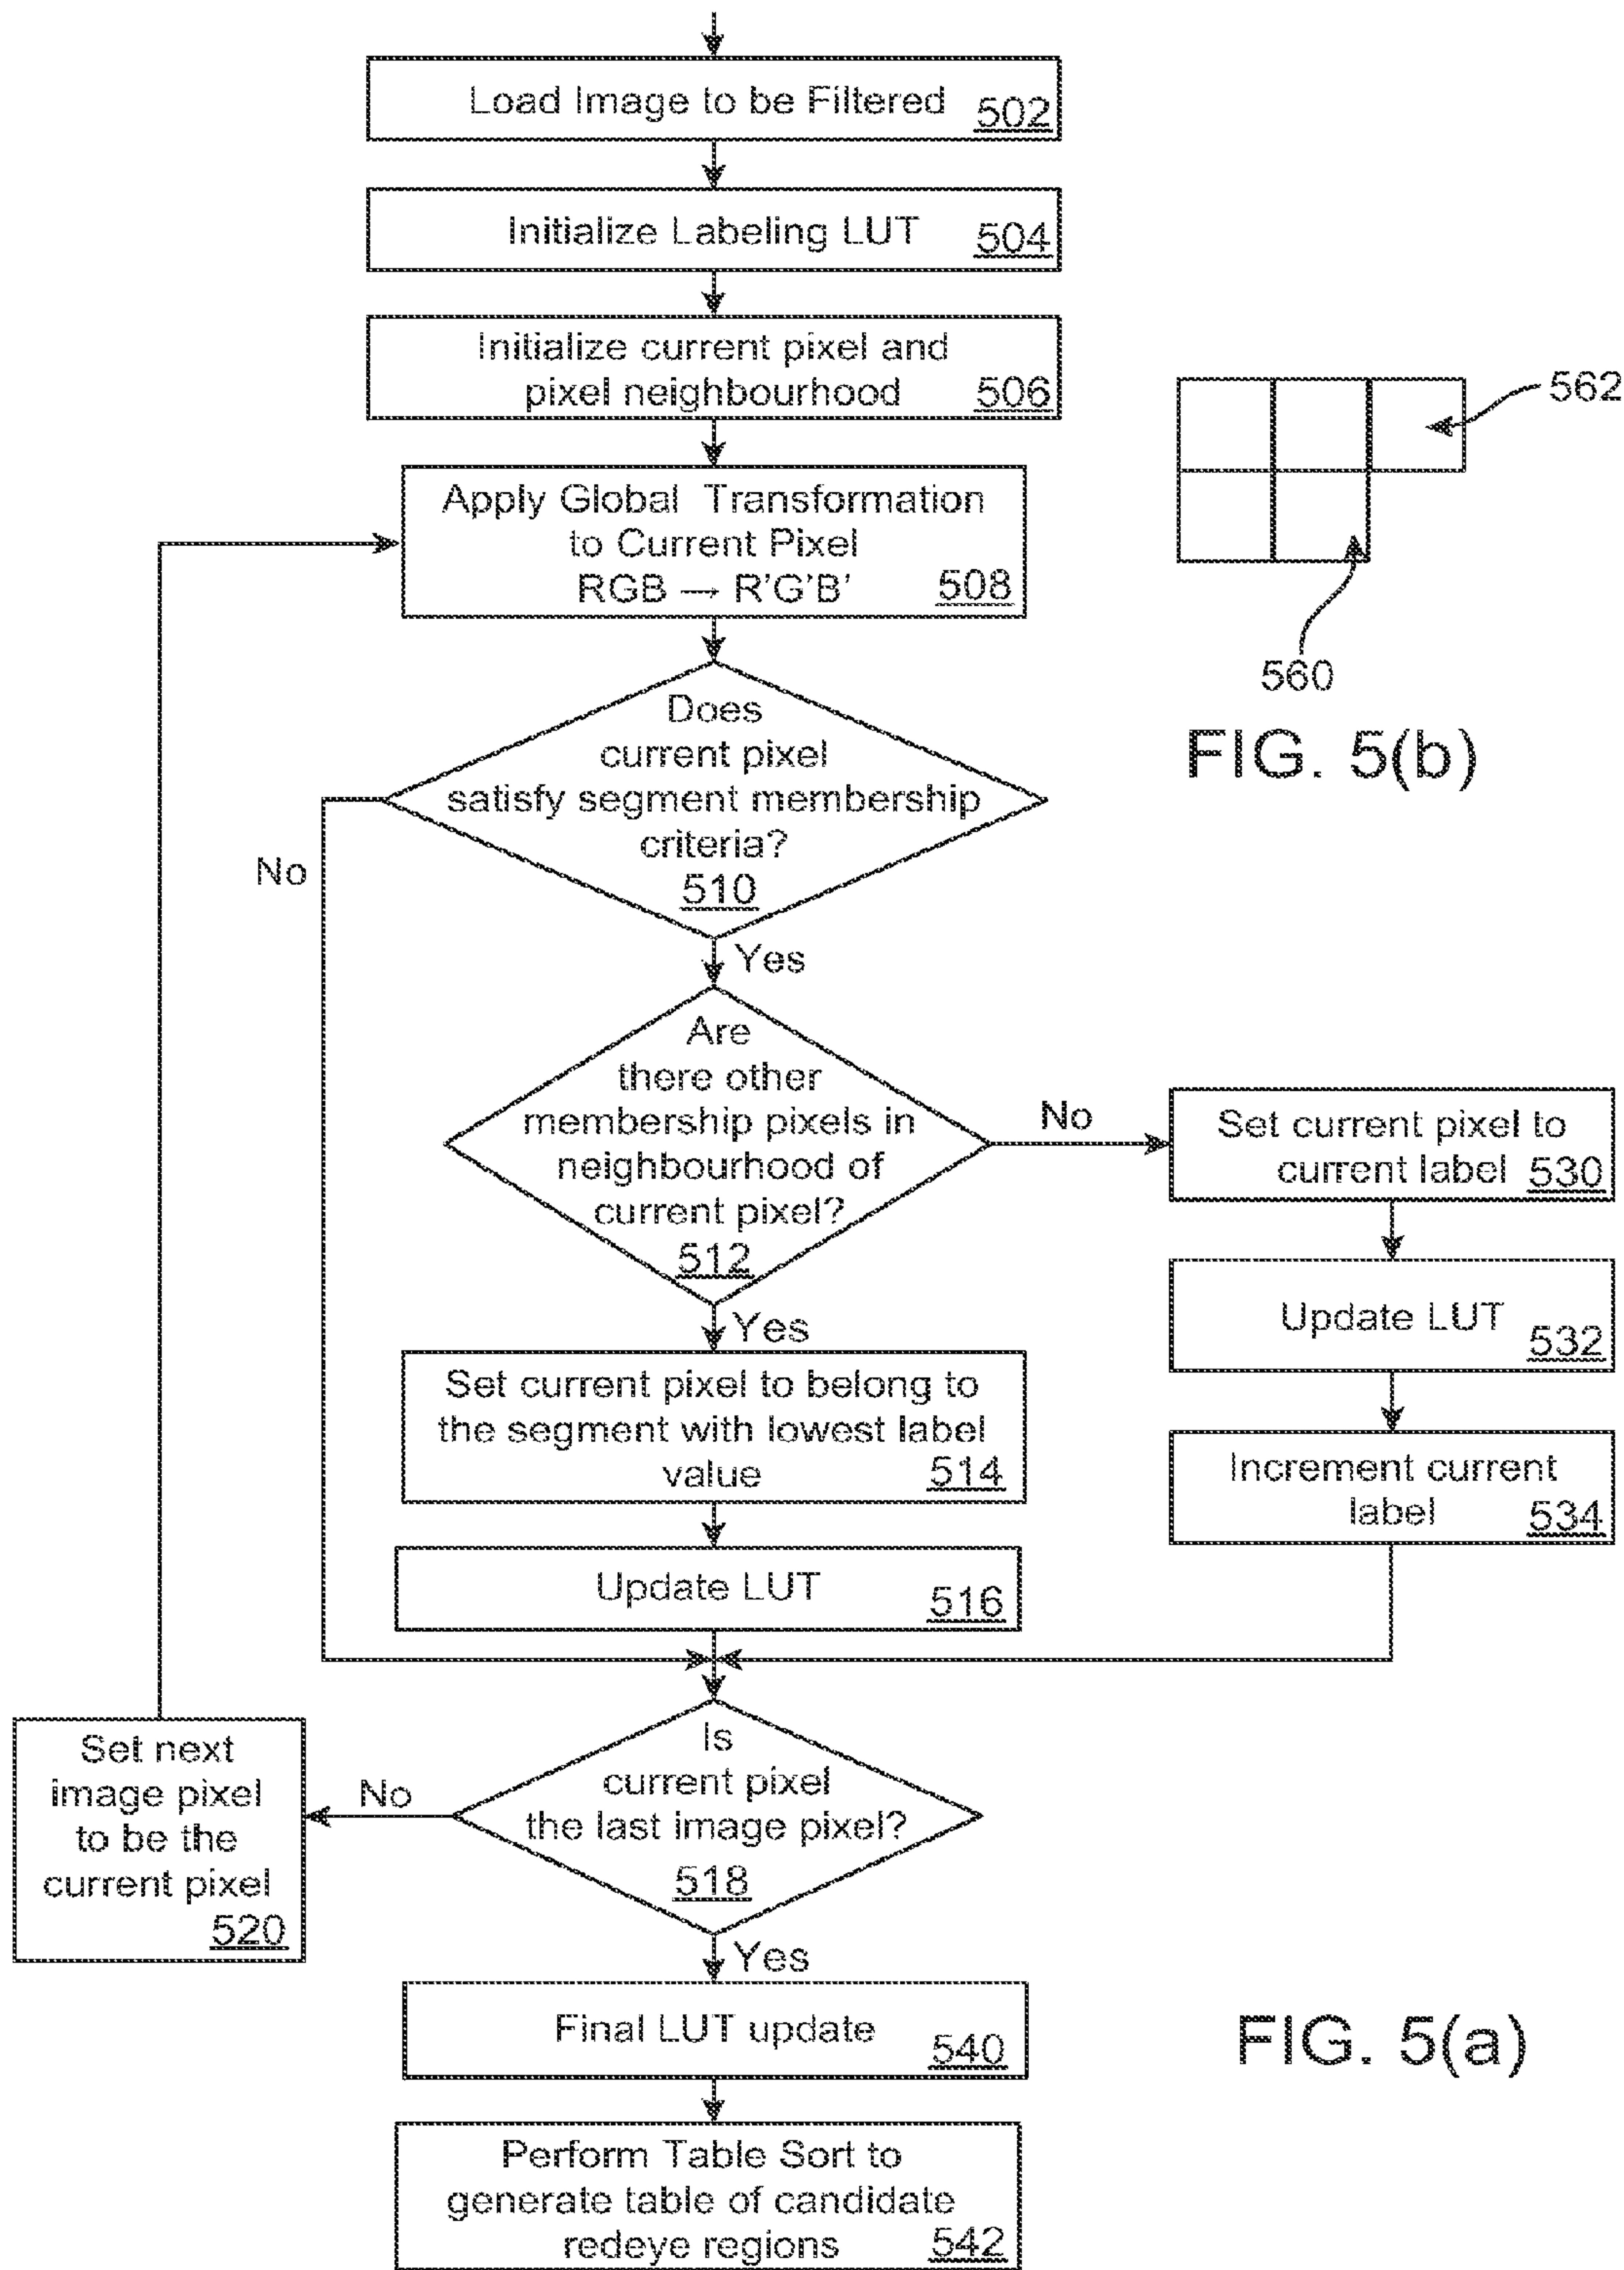 Load Image to be Filtered
502
Initialize Labeling LUT
504
Initialize current pixel and
pixel neighbourhood
506
Apply Global Transformation
to Current Pixel
RGB → R'G'B'
508
562
560
FIG. 5(b)
Does
current pixel
satisfy segment membership
criteria?
510
No
Yes
Are
there other
membership pixels in
neighbourhood of
current pixel?
512
No
Set current pixel to
current label 530
Update LUT
532
Increment current
label 534
Yes
Set current pixel to belong to
the segment with lowest label
value 514
Update LUT
516
Is
current pixel
the last image pixel?
518
No
Set next
image pixel
to be the
current pixel
520
Yes
Final LUT update
540
FIG. 5(a)
Perform Table Sort to
generate table of candidate
redeye regions
542